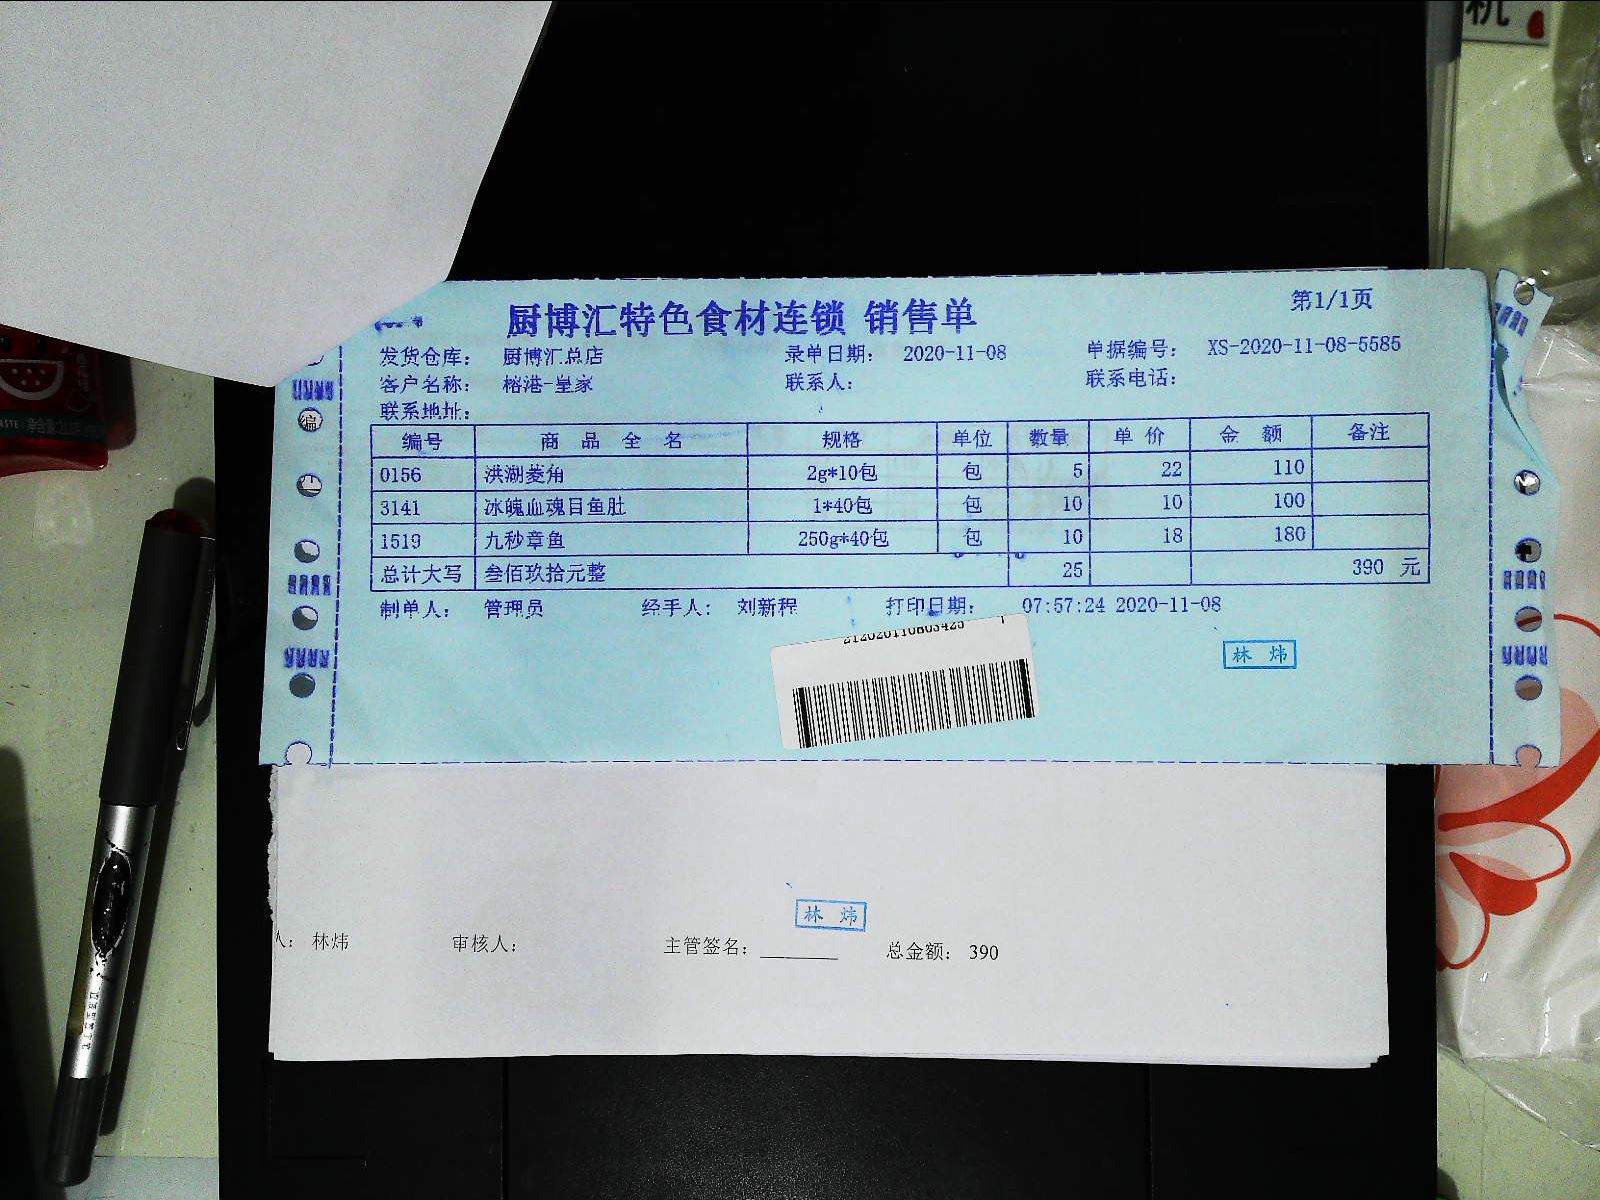 厨博汇特色食材连锁 销售单
第1/1页
发货仓库： 厨博汇总店 录单日期： 2020-11-08 单据编号： XS-2020-11-08-5585
客户名称： 榕港-皇家 联系人： 联系电话：
联系地址：
编号 商品全名 规格 单位 数量 单价 金额 备注
0156 洪湖菱角 2g*10包 包 5 22 110
3141 冰魄血魂目鱼肚 1*40包 包 10 10 100
1519 九秒章鱼 250g*40包 包 10 18 180
总计大写 叁佰玖拾元整 25 390 元
制单人： 管理员 经手人： 刘新程 打印日期： 07:57:24 2020-11-08
林炜
林炜
人： 林炜 审核人： 主管签名： 总金额： 390